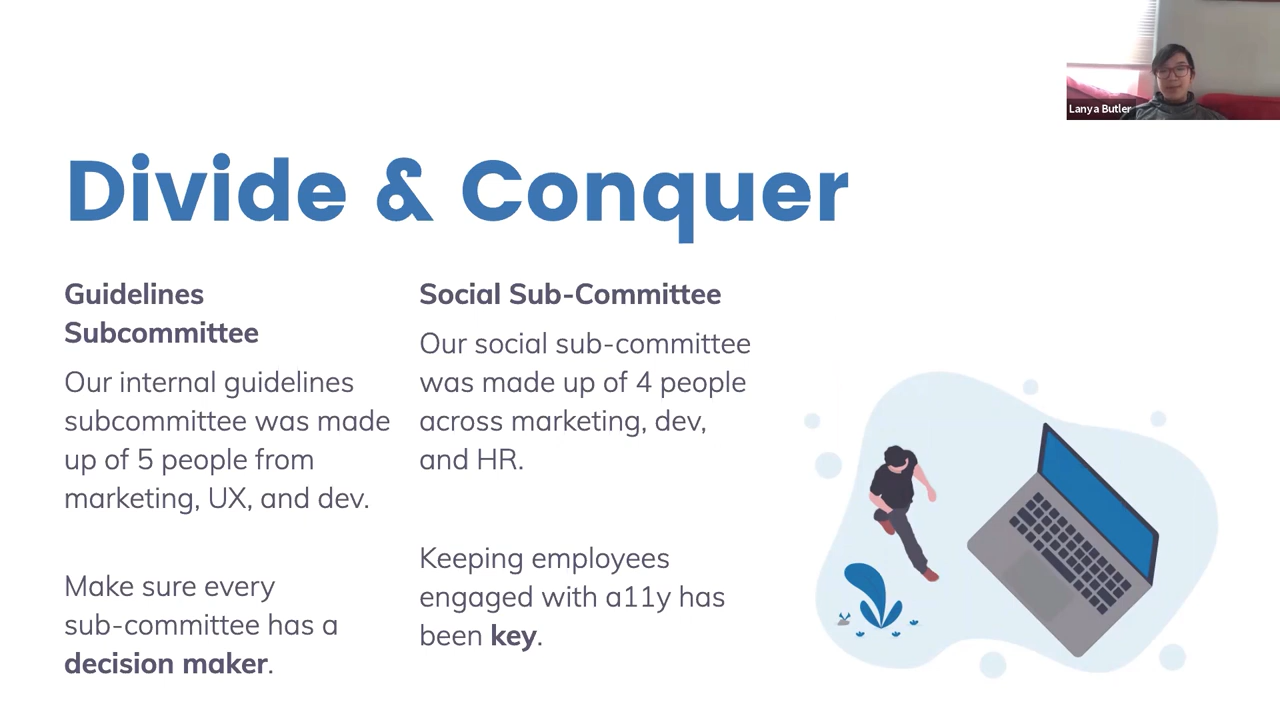 Lanya Butler
Divide & Conquer
Guidelines
Subcommittee
Our internal guidelines
subcommittee was made
up of 5 people from
marketing, UX, and dev.
Make sure every
sub-committee has a
decision maker.
Social Sub-Committee
Our social sub-committee
was made up of 4 people
across marketing, dev,
and HR.
Keeping employees
engaged with a11y has
been key.